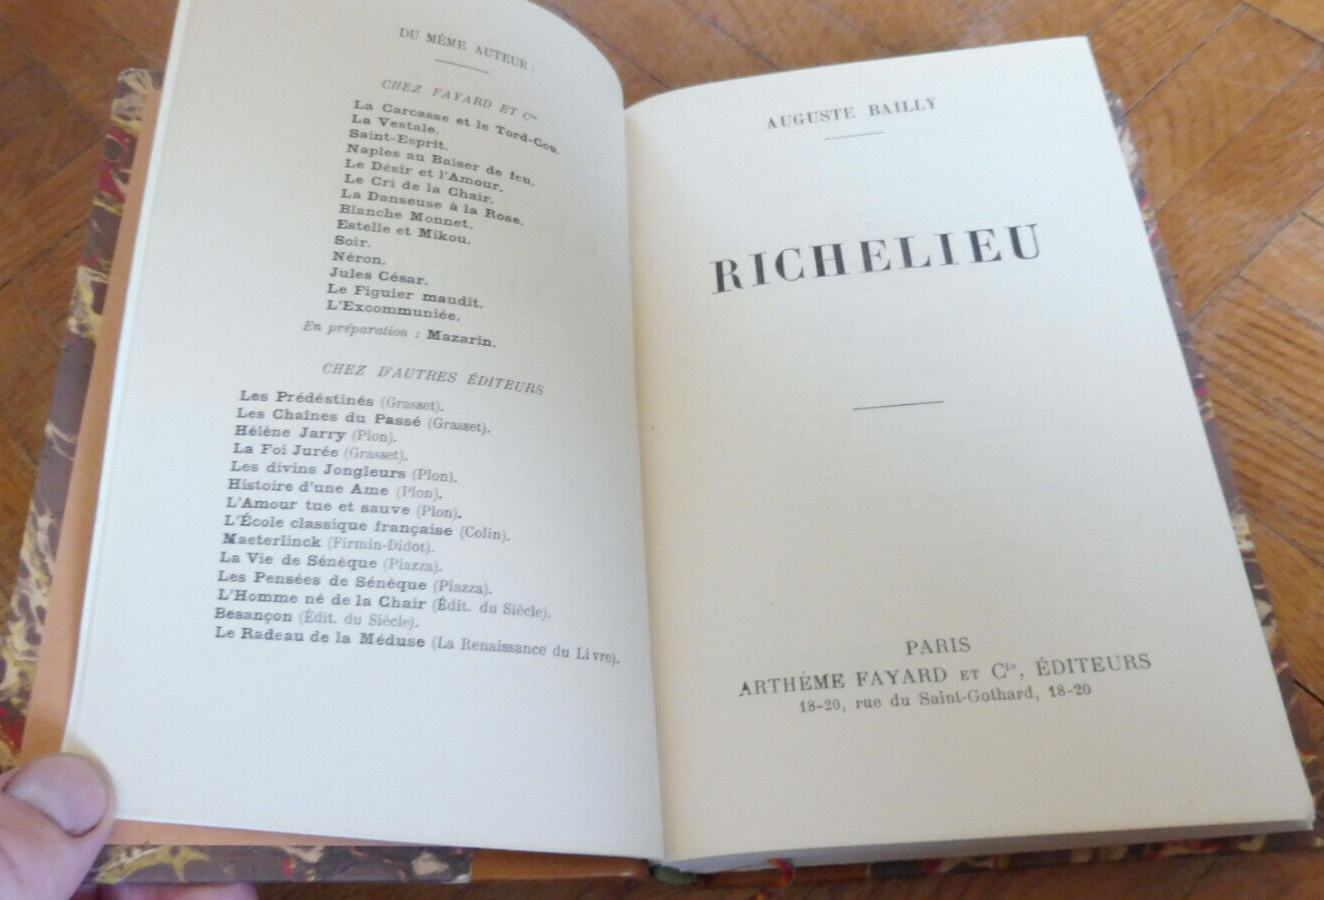 DU MÊME AUTEUR :
CHEZ FAYARD ET Cie
La Carcasse et le Tord-Cou.
La Vestale.
Saint-Esprit.
Naples au Baiser de feu.
Le Désir et l'Amour.
Le Cri de la Chair.
La Danseuse à la Rose.
Blanche Monnet.
Estelle et Mikou.
Soir.
Néron.
Jules César.
Le Figuier maudit.
L'Excommuniée.
En préparation : Mazarin.
CHEZ D'AUTRES ÉDITEURS
Les Prédéstinés (Grasset).
Les Chaînes du Passé (Grasset).
Hélène Jarry (Plon).
La Foi Jurée (Grasset).
Les divins Jongleurs (Plon).
Histoire d'une Ame (Plon).
L'Amour tue et sauve (Plon).
L'École classique française (Colin).
Maeterlinck (Firmin-Didot).
La Vie de Sénèque (Piazza).
Les Pensées de Sénèque (Piazza).
L'Homme né de la Chair (Édit. du Siècle).
Besançon (Édit. du Siècle).
Le Radeau de la Méduse (La Renaissance du Livre).
AUGUSTE BAILLY
RICHELIEU
PARIS
ARTHÈME FAYARD ET Cie, ÉDITEURS
18-20, rue du Saint-Gothard, 18-20